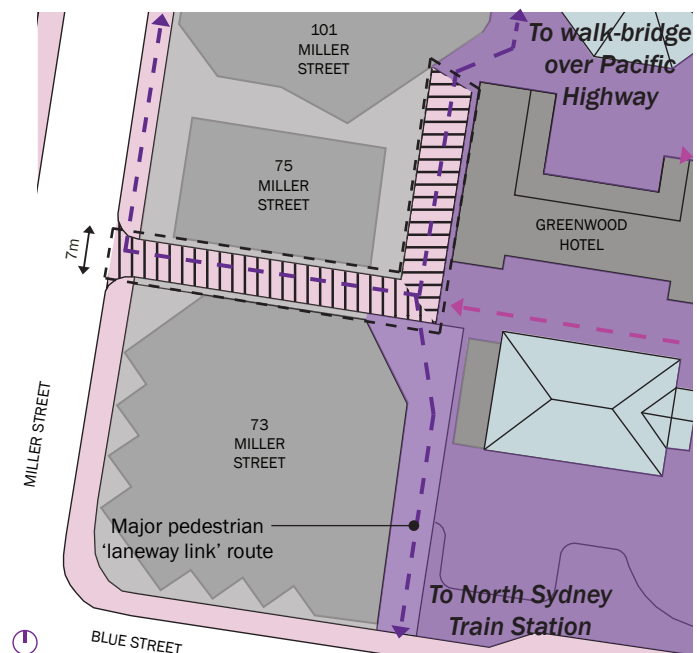 101
MILLER
STREET
To walk-bridge
over Pacific
Highway
75
MILLER
STREET
GREENWOOD
HOTEL
7m
MILLER STREET
73
MILLER
STREET
Major pedestrian
‘laneway link’ route
To North Sydney
Train Station
BLUE STREET